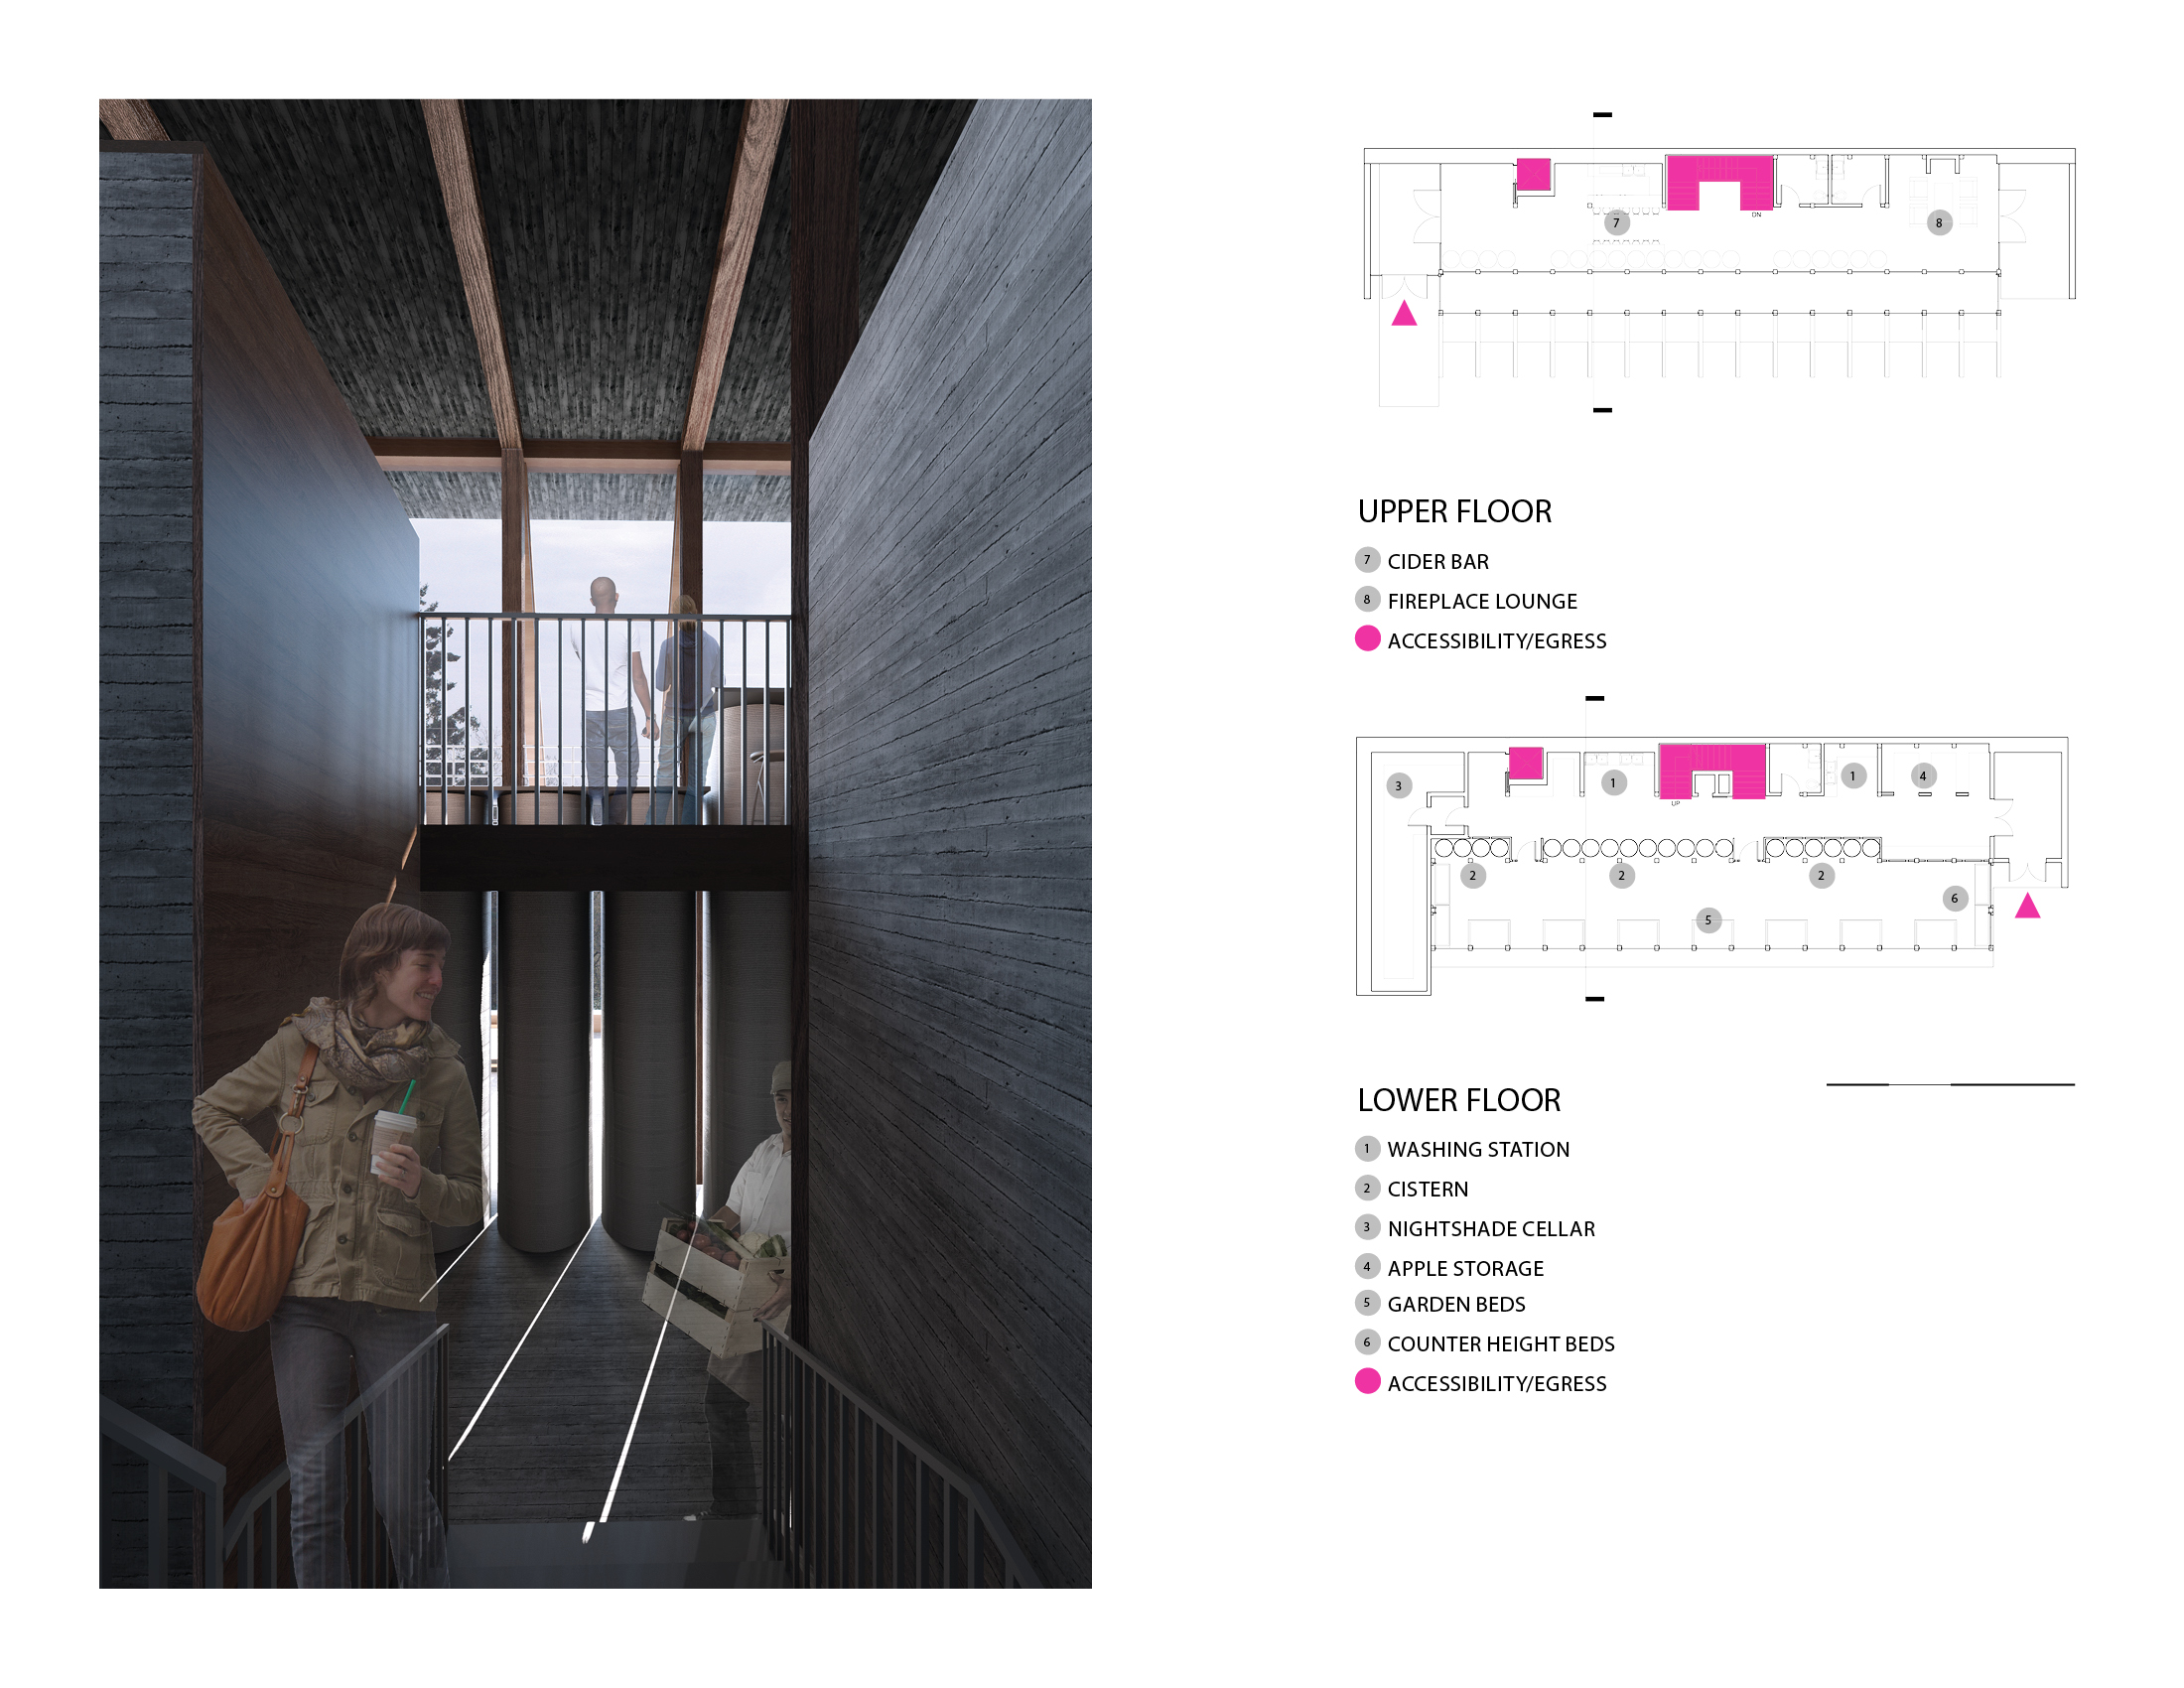 7
DN
8
UPPER FLOOR
7 CIDER BAR
8 FIREPLACE LOUNGE
ACCESSIBILITY/EGRESS
3
1
UP
1
4
2
2
2
6
5
LOWER FLOOR
1 WASHING STATION
2 CISTERN
3 NIGHTSHADE CELLAR
4 APPLE STORAGE
5 GARDEN BEDS
6 COUNTER HEIGHT BEDS
ACCESSIBILITY/EGRESS